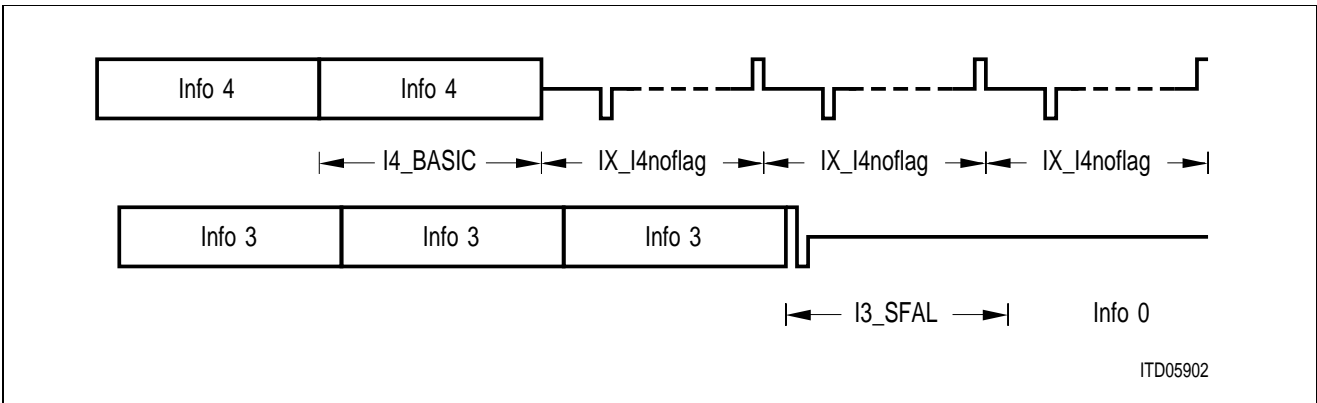 Info 4 Info 4
I4_BASIC IX_I4noflag IX_I4noflag IX_I4noflag
Info 3 Info 3 Info 3
I3_SFAL Info 0
ITD05902